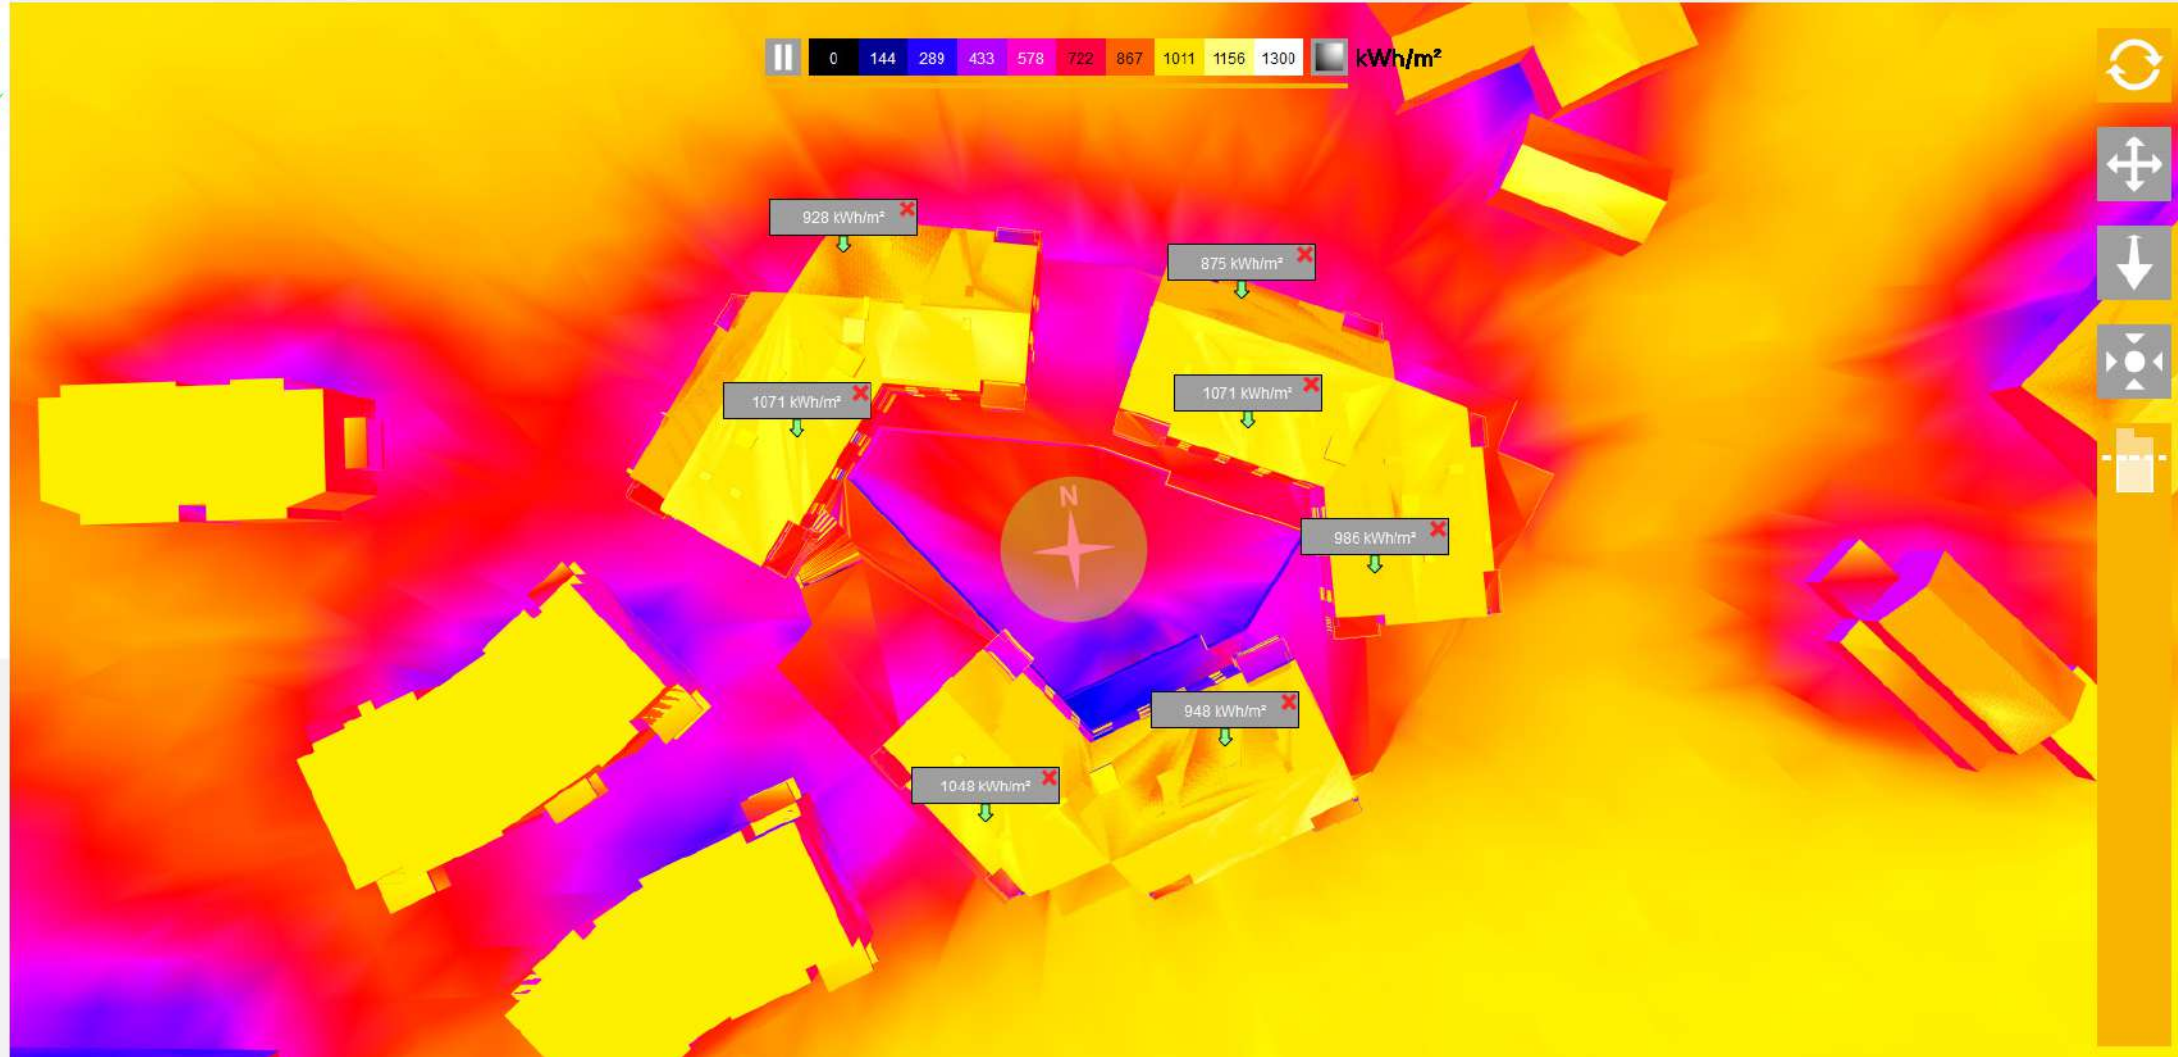 0 144 289 433 578 722 867 1011 1156 1300 kWh/m²
928 kWh/m²
875 kWh/m²
1071 kWh/m²
1071 kWh/m²
N
986 kWh/m²
948 kWh/m²
1048 kWh/m²